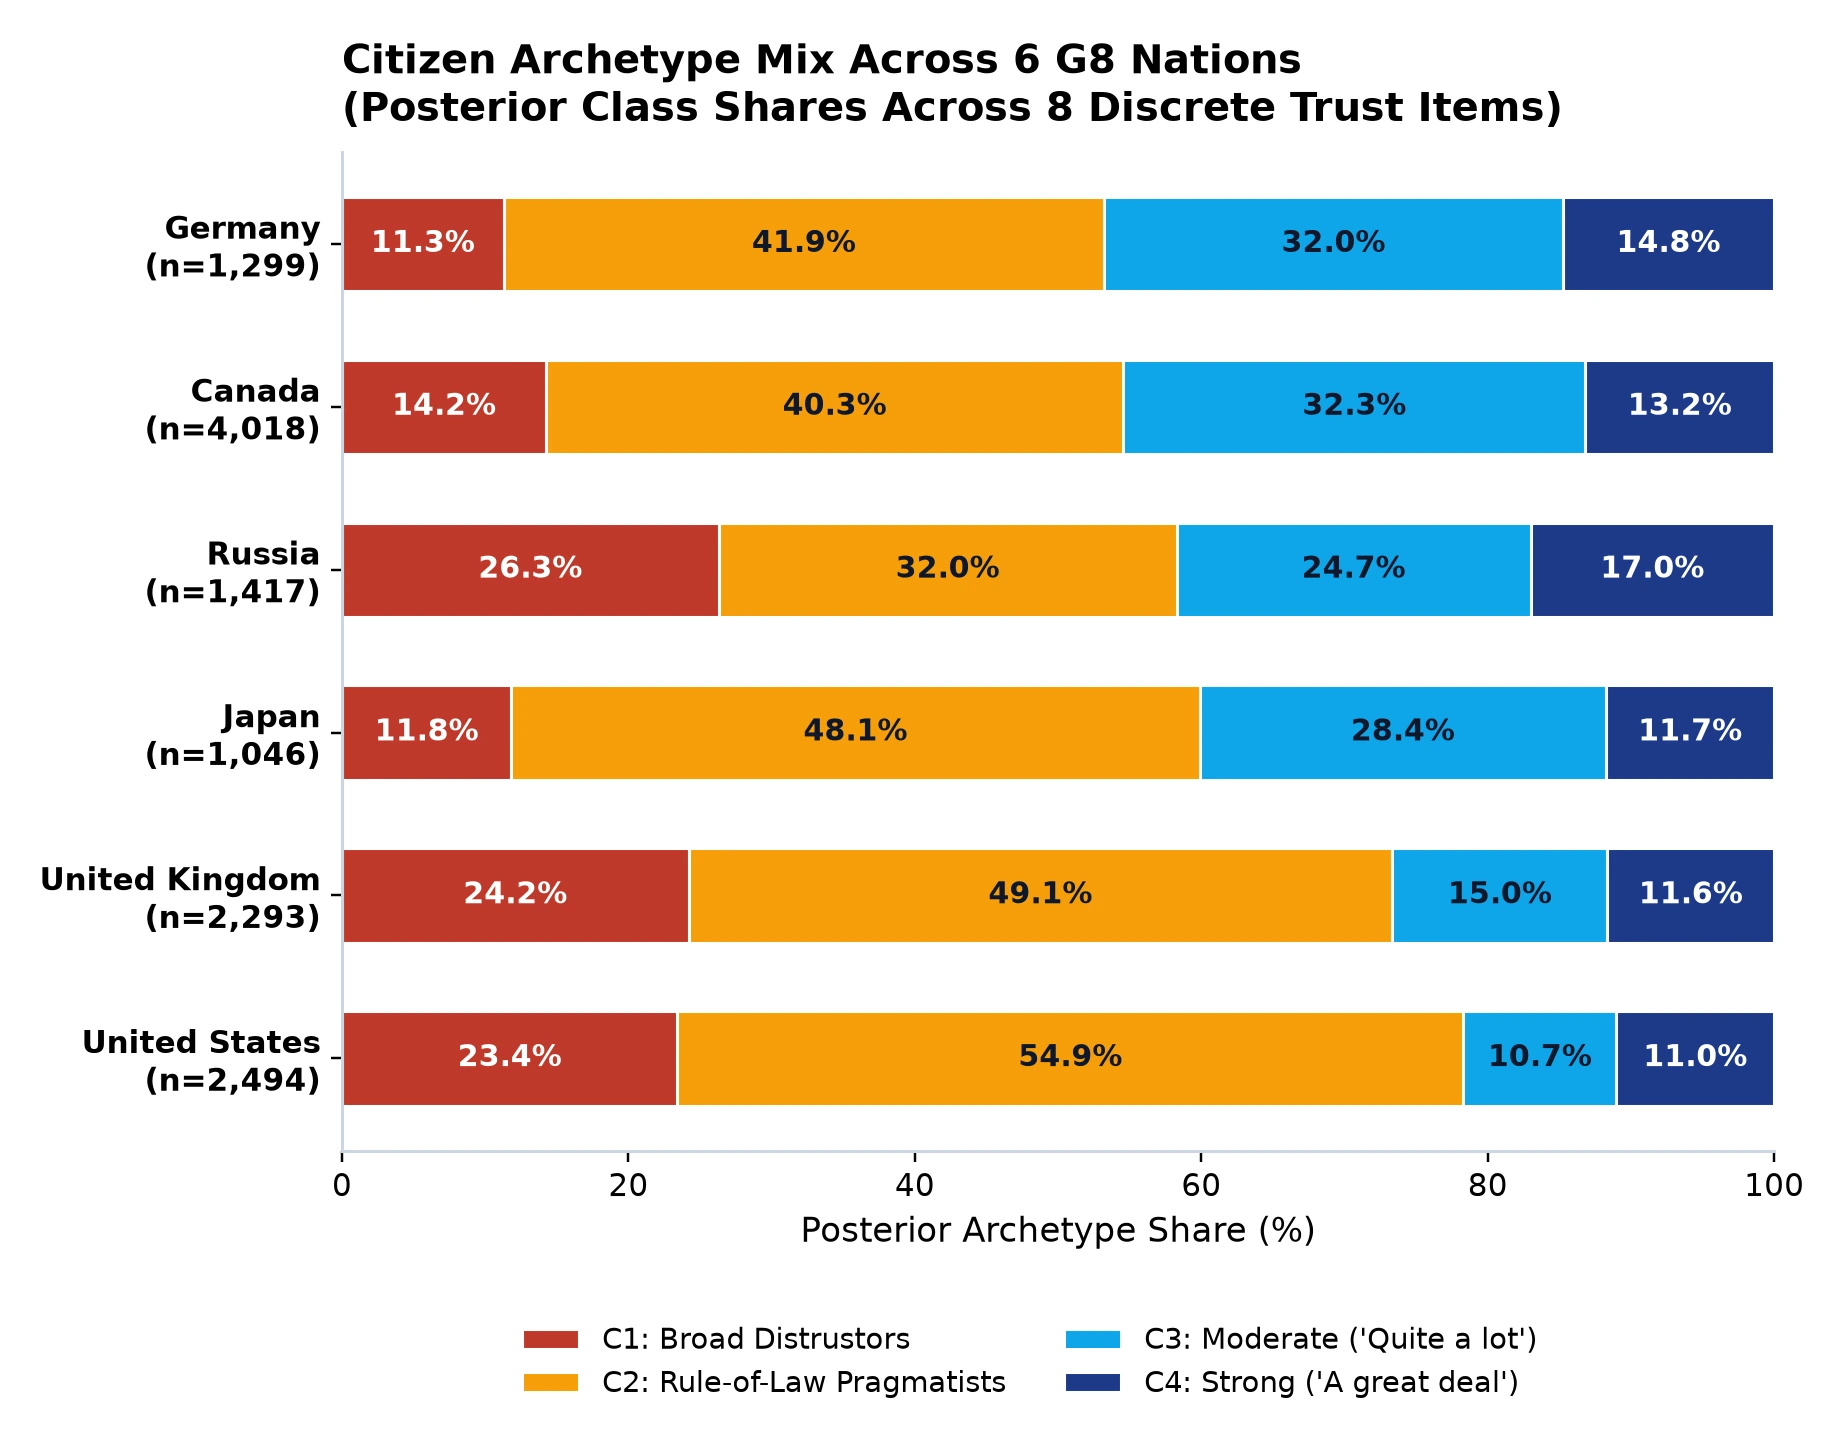 Citizen Archetype Mix Across 6 G8 Nations
(Posterior Class Shares Across 8 Discrete Trust Items)
Germany
(n=1,299)
11.3%
41.9%
32.0%
14.8%
Canada
(n=4,018)
14.2%
40.3%
32.3%
13.2%
Russia
(n=1,417)
26.3%
32.0%
24.7%
17.0%
Japan
(n=1,046)
11.8%
48.1%
28.4%
11.7%
United Kingdom
(n=2,293)
24.2%
49.1%
15.0%
11.6%
United States
(n=2,494)
23.4%
54.9%
10.7%
11.0%
0
20
40
60
80
100
Posterior Archetype Share (%)
C1: Broad Distrustors
C2: Rule-of-Law Pragmatists
C3: Moderate ('Quite a lot')
C4: Strong ('A great deal')